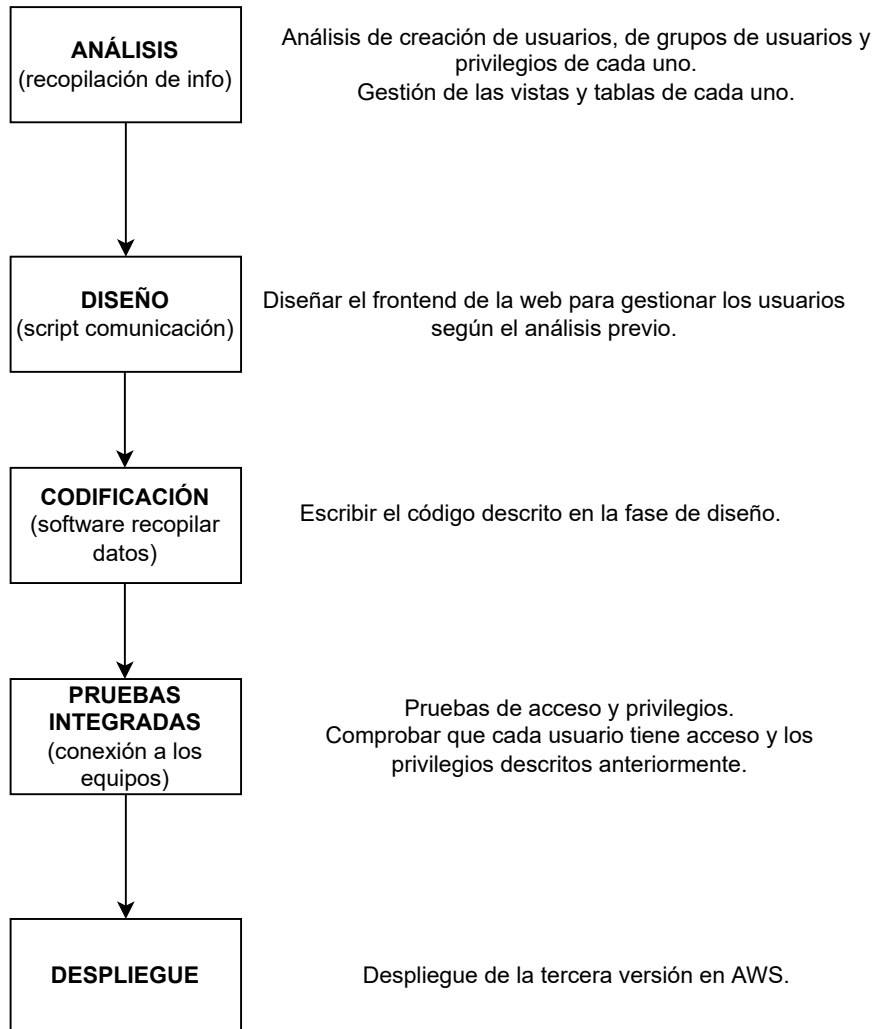 ANÁLISIS
(recopilación de info)
Análisis de creación de usuarios, de grupos de usuarios y
privilegios de cada uno.
Gestión de las vistas y tablas de cada uno.
DISEÑO
(script comunicación)
Diseñar el frontend de la web para gestionar los usuarios
según el análisis previo.
CODIFICACIÓN
(software recopilar
datos)
Escribir el código descrito en la fase de diseño.
PRUEBAS
INTEGRADAS
(conexión a los
equipos)
Pruebas de acceso y privilegios.
Comprobar que cada usuario tiene acceso y los
privilegios descritos anteriormente.
DESPLIEGUE
Despliegue de la tercera versión en AWS.